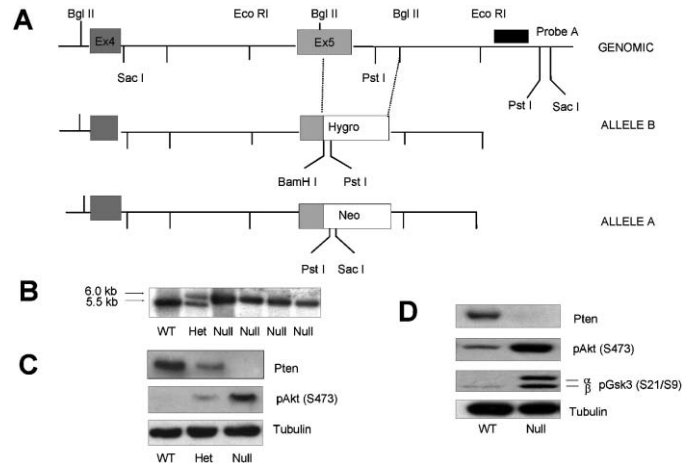 A
Bgl II
Eco RI
Bgl II
Bgl II
Eco RI
Ex4
Ex5
Probe A
GENOMIC
Sac I
Pst I
Pst I
Sac I
Hygro
ALLELE B
BamH I
Pst I
Neo
ALLELE A
Pst I
Sac I
B
6.0 kb
5.5 kb
WT Het Null Null Null Null
C
Pten
pAkt (S473)
Tubulin
WT Het Null
D
Pten
pAkt (S473)
α
β pGsk3 (S21/S9)
Tubulin
WT Null